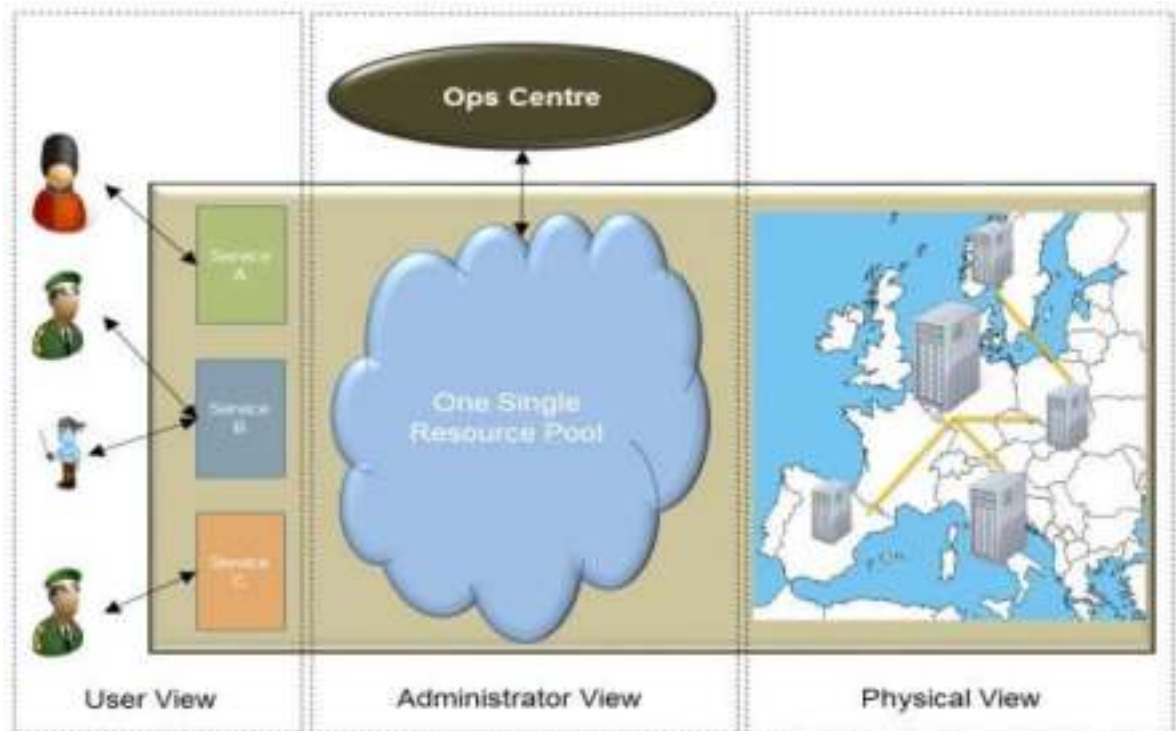 Ops Centre
Service
A
Service
B
Service
C
One Single
Resource Pool
User View
Administrator View
Physical View